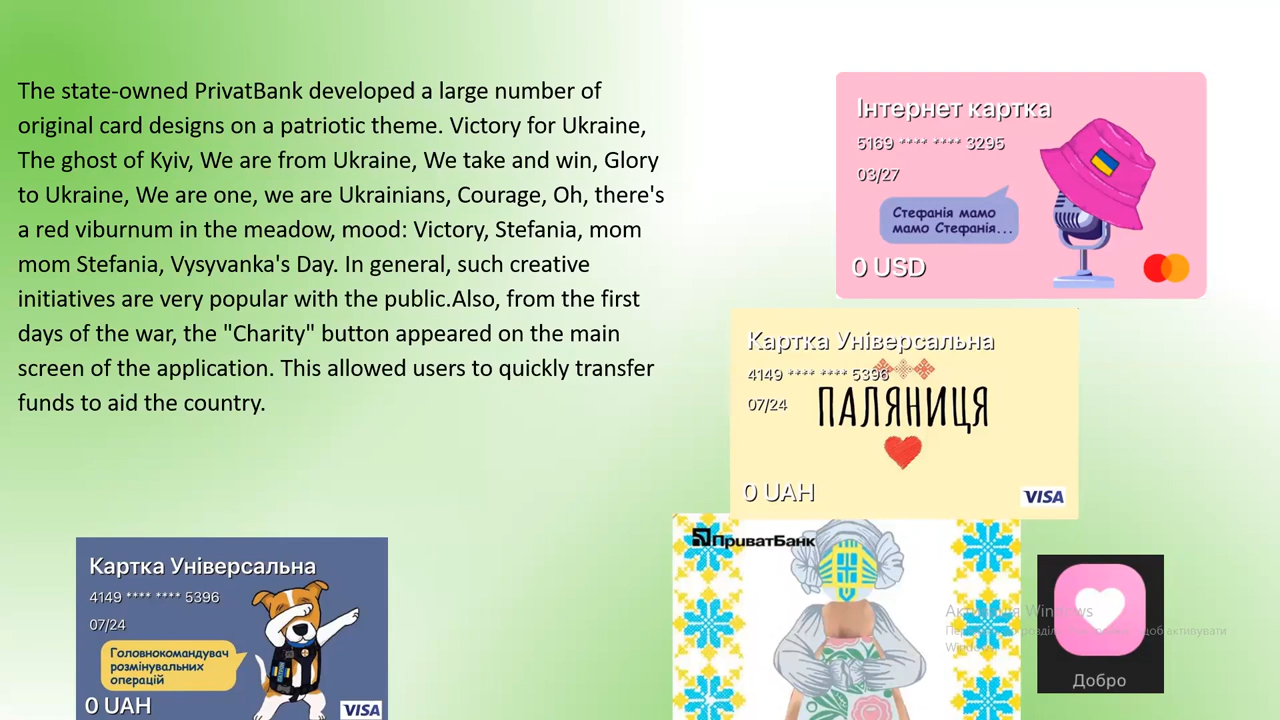 The state-owned PrivatBank developed a large number of
original card designs on a patriotic theme. Victory for Ukraine,
The ghost of Kyiv, We are from Ukraine, We take and win, Glory
to Ukraine, We are one, we are Ukrainians, Courage, Oh, there's
a red viburnum in the meadow, mood: Victory, Stefania, mom
mom Stefania, Vysyvanka's Day. In general, such creative
initiatives are very popular with the public.Also, from the first
days of the war, the "Charity" button appeared on the main
screen of the application. This allowed users to quickly transfer
funds to aid the country.
Інтернет картка
5169 **** **** 3295
03/27
Стефанія мамо
мамо Стефанія...
0 USD
Картка Універсальна
4149 **** **** 5396
07/24
ПАЛЯНИЦЯ
0 UAH
VISA
ПриватБанк
Картка Універсальна
4149 **** **** 5396
07/24
Головнокомандувач
розмінувальних
операцій
0 UAH
VISA
Windows
щоб активувати
Windows
Добро